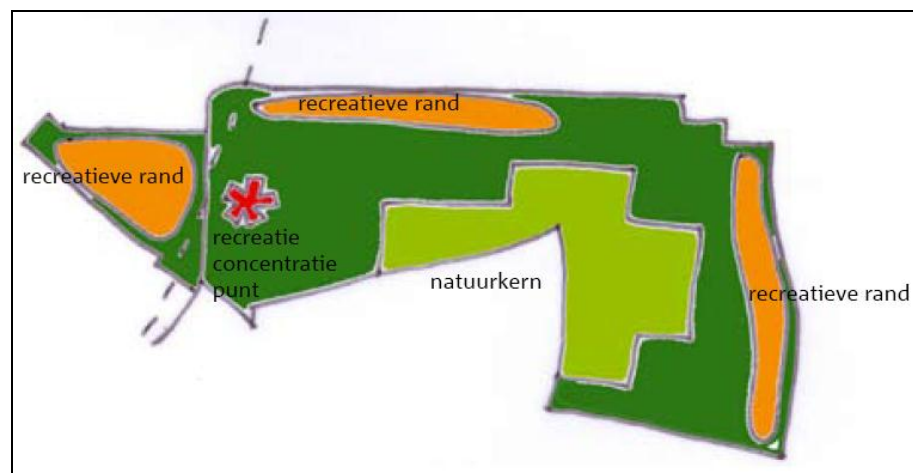 recreatieve rand
recreatieve rand
recreatie
concentratie
punt
natuurkern
recreatieve rand